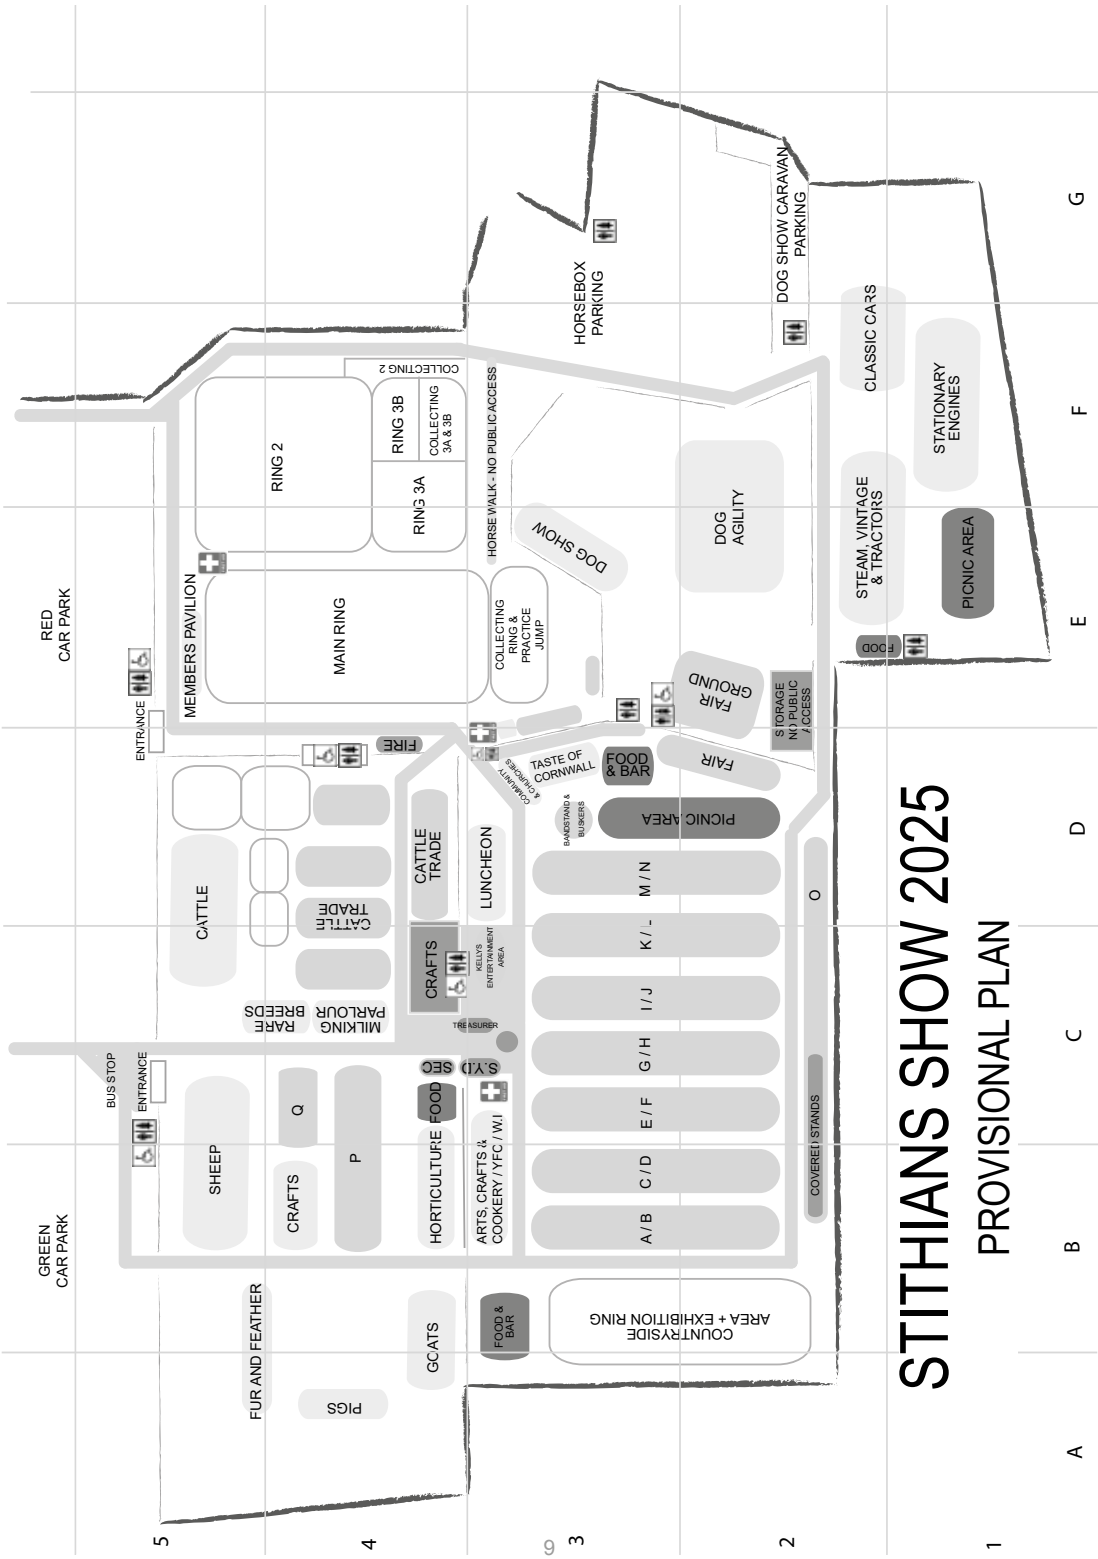 STITHIANS SHOW 2025
PROVISIONAL PLAN
RED
CAR PARK
GREEN
CAR PARK
ENTRANCE
MEMBERS PAVILION
RING 2
COLLECTING 2
RING 3B
COLLECTING
3A & 3B
RING 3A
HORSE WALK - NO PUBLIC ACCESS
MAIN RING
COLLECTING
RING &
PRACTICE
JUMP
HORSEBOX
PARKING
DOG SHOW CARAVAN
PARKING
DOG SHOW
DOG
AGILITY
CLASSIC CARS
STATIONARY
ENGINES
STEAM, VINTAGE
& TRACTORS
PICNIC AREA
FOOD
FAIR
GROUND
STORAGE
NO PUBLIC
ACCESS
FAIR
FIRE
COMMUNITY
& CHURCHES
TASTE OF
CORNWALL
FOOD
& BAR
BANDSTAND &
BUSKERS
PICNIC AREA
CATTLE
CATTLE
TRADE
CATTLE
TRADE
LUNCHEON
CRAFTS
KELLYS
ENTERTAINMENT
AREA
RARE
BREEDS
MILKING
PARLOUR
TREASURER
SEC
S.Y.D
BUS STOP
ENTRANCE
SHEEP
Q
CRAFTS
P
FOOD
HORTICULTURE
ARTS, CRAFTS &
COOKERY / YFC / W.I
M / N
K / L
I / J
G / H
E / F
C / D
A / B
O
COVERED STANDS
FUR AND FEATHER
PIGS
GOATS
FOOD &
BAR
COUNTRYSIDE
AREA + EXHIBITION RING
A
B
C
D
E
F
G
5
4
3
2
1
9